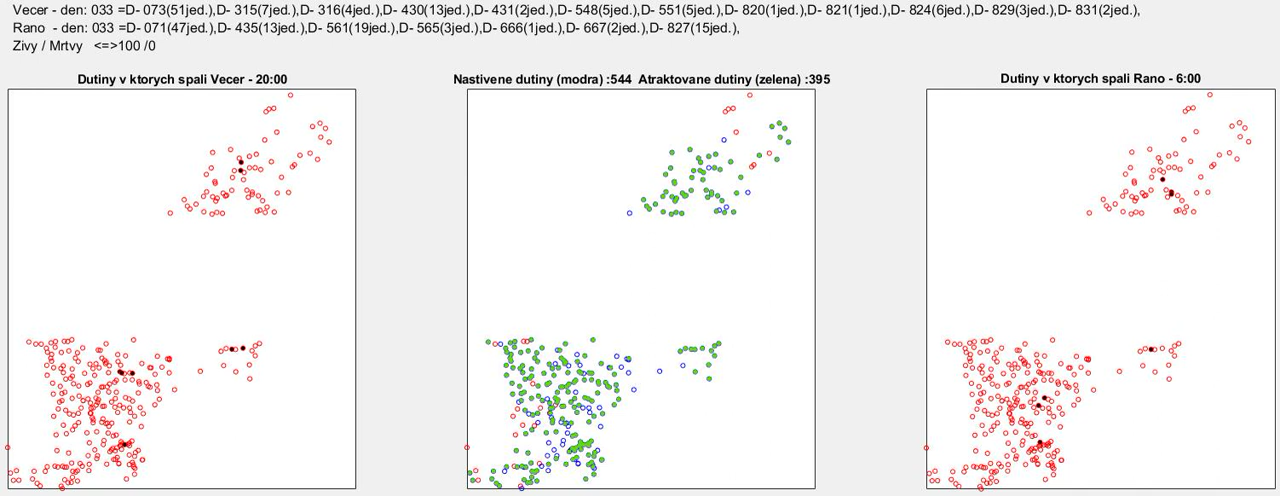 Vecer - den: 033 =D- 073(51jed.),D- 315(7jed.),D- 316(4jed.),D- 430(13jed.),D- 431(2jed.),D- 548(5jed.),D- 551(5jed.),D- 820(1jed.),D- 821(1jed.),D- 824(6jed.),D- 829(3jed.),D- 831(2jed.),
Rano - den: 033 =D- 071(47jed.),D- 435(13jed.),D- 561(19jed.),D- 565(3jed.),D- 666(1jed.),D- 667(2jed.),D- 827(15jed.),
Zivy / Mrtvy <=>100 /0
Dutiny v ktorych spali Vecer - 20:00
Nastivene dutiny (modra) :544 Atraktovane dutiny (zelena) :395
Dutiny v ktorych spali Rano - 6:00